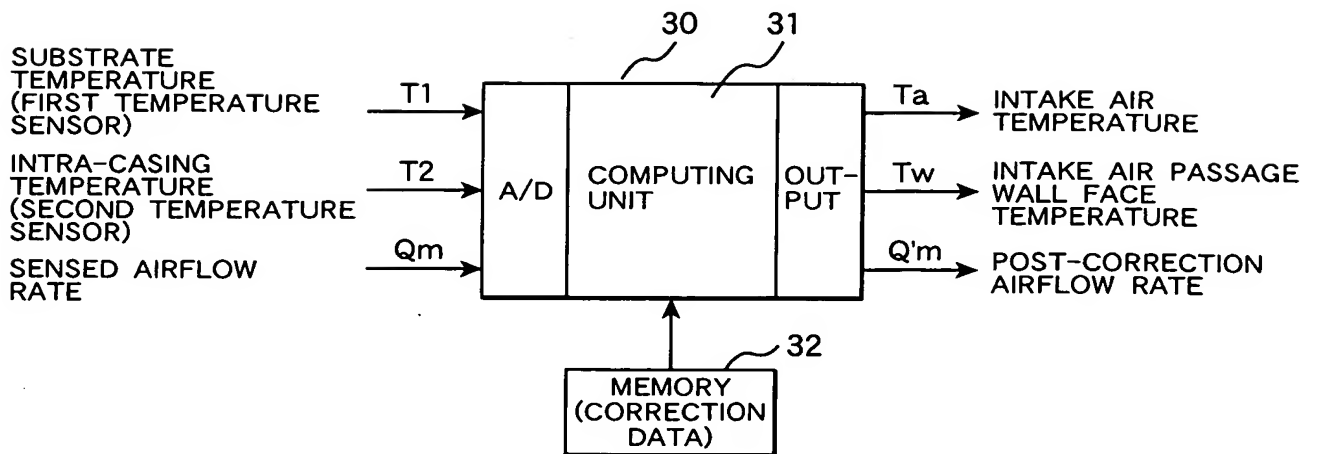 30
31
SUBSTRATE
TEMPERATURE
(FIRST TEMPERATURE
SENSOR)
T1
INTRA-CASING
TEMPERATURE
(SECOND TEMPERATURE
SENSOR)
T2
SENSED AIRFLOW
RATE
Qm
A/D
COMPUTING
UNIT
OUT-
PUT
Ta
INTAKE AIR
TEMPERATURE
Tw
INTAKE AIR PASSAGE
WALL FACE
TEMPERATURE
Q'm
POST-CORRECTION
AIRFLOW RATE
32
MEMORY
(CORRECTION
DATA)